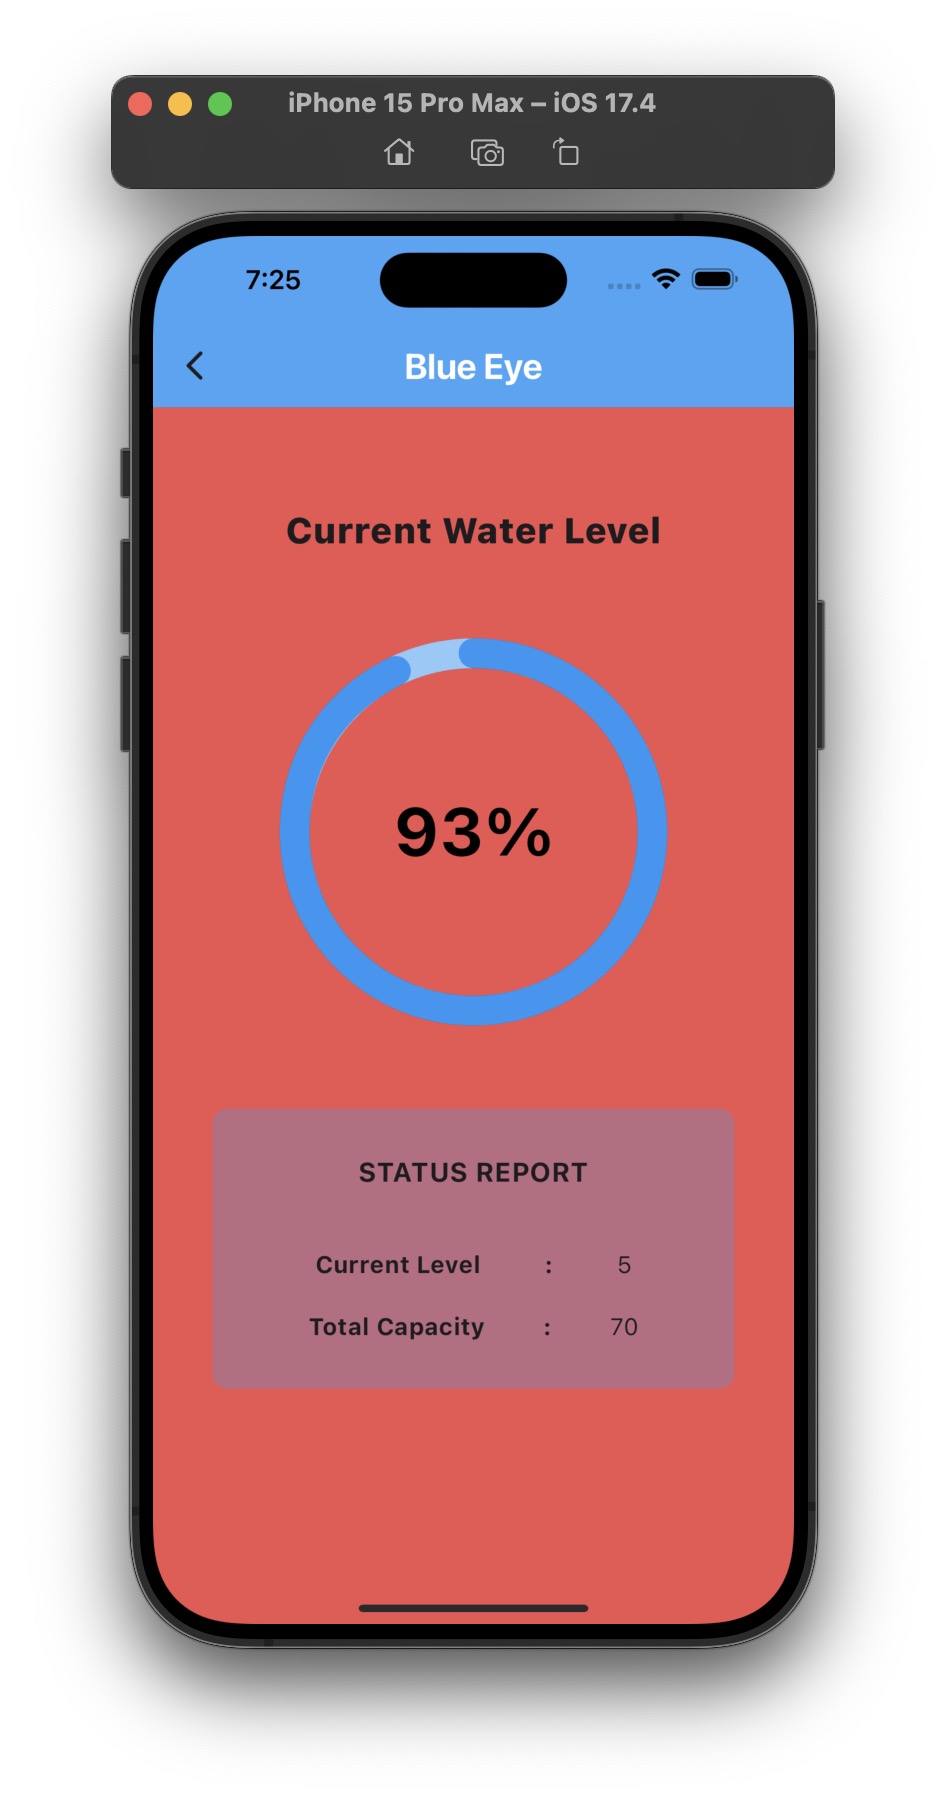 iPhone 15 Pro Max – iOS 17.4
7:25
Blue Eye
Current Water Level
93%
STATUS REPORT
Current Level : 5
Total Capacity : 70